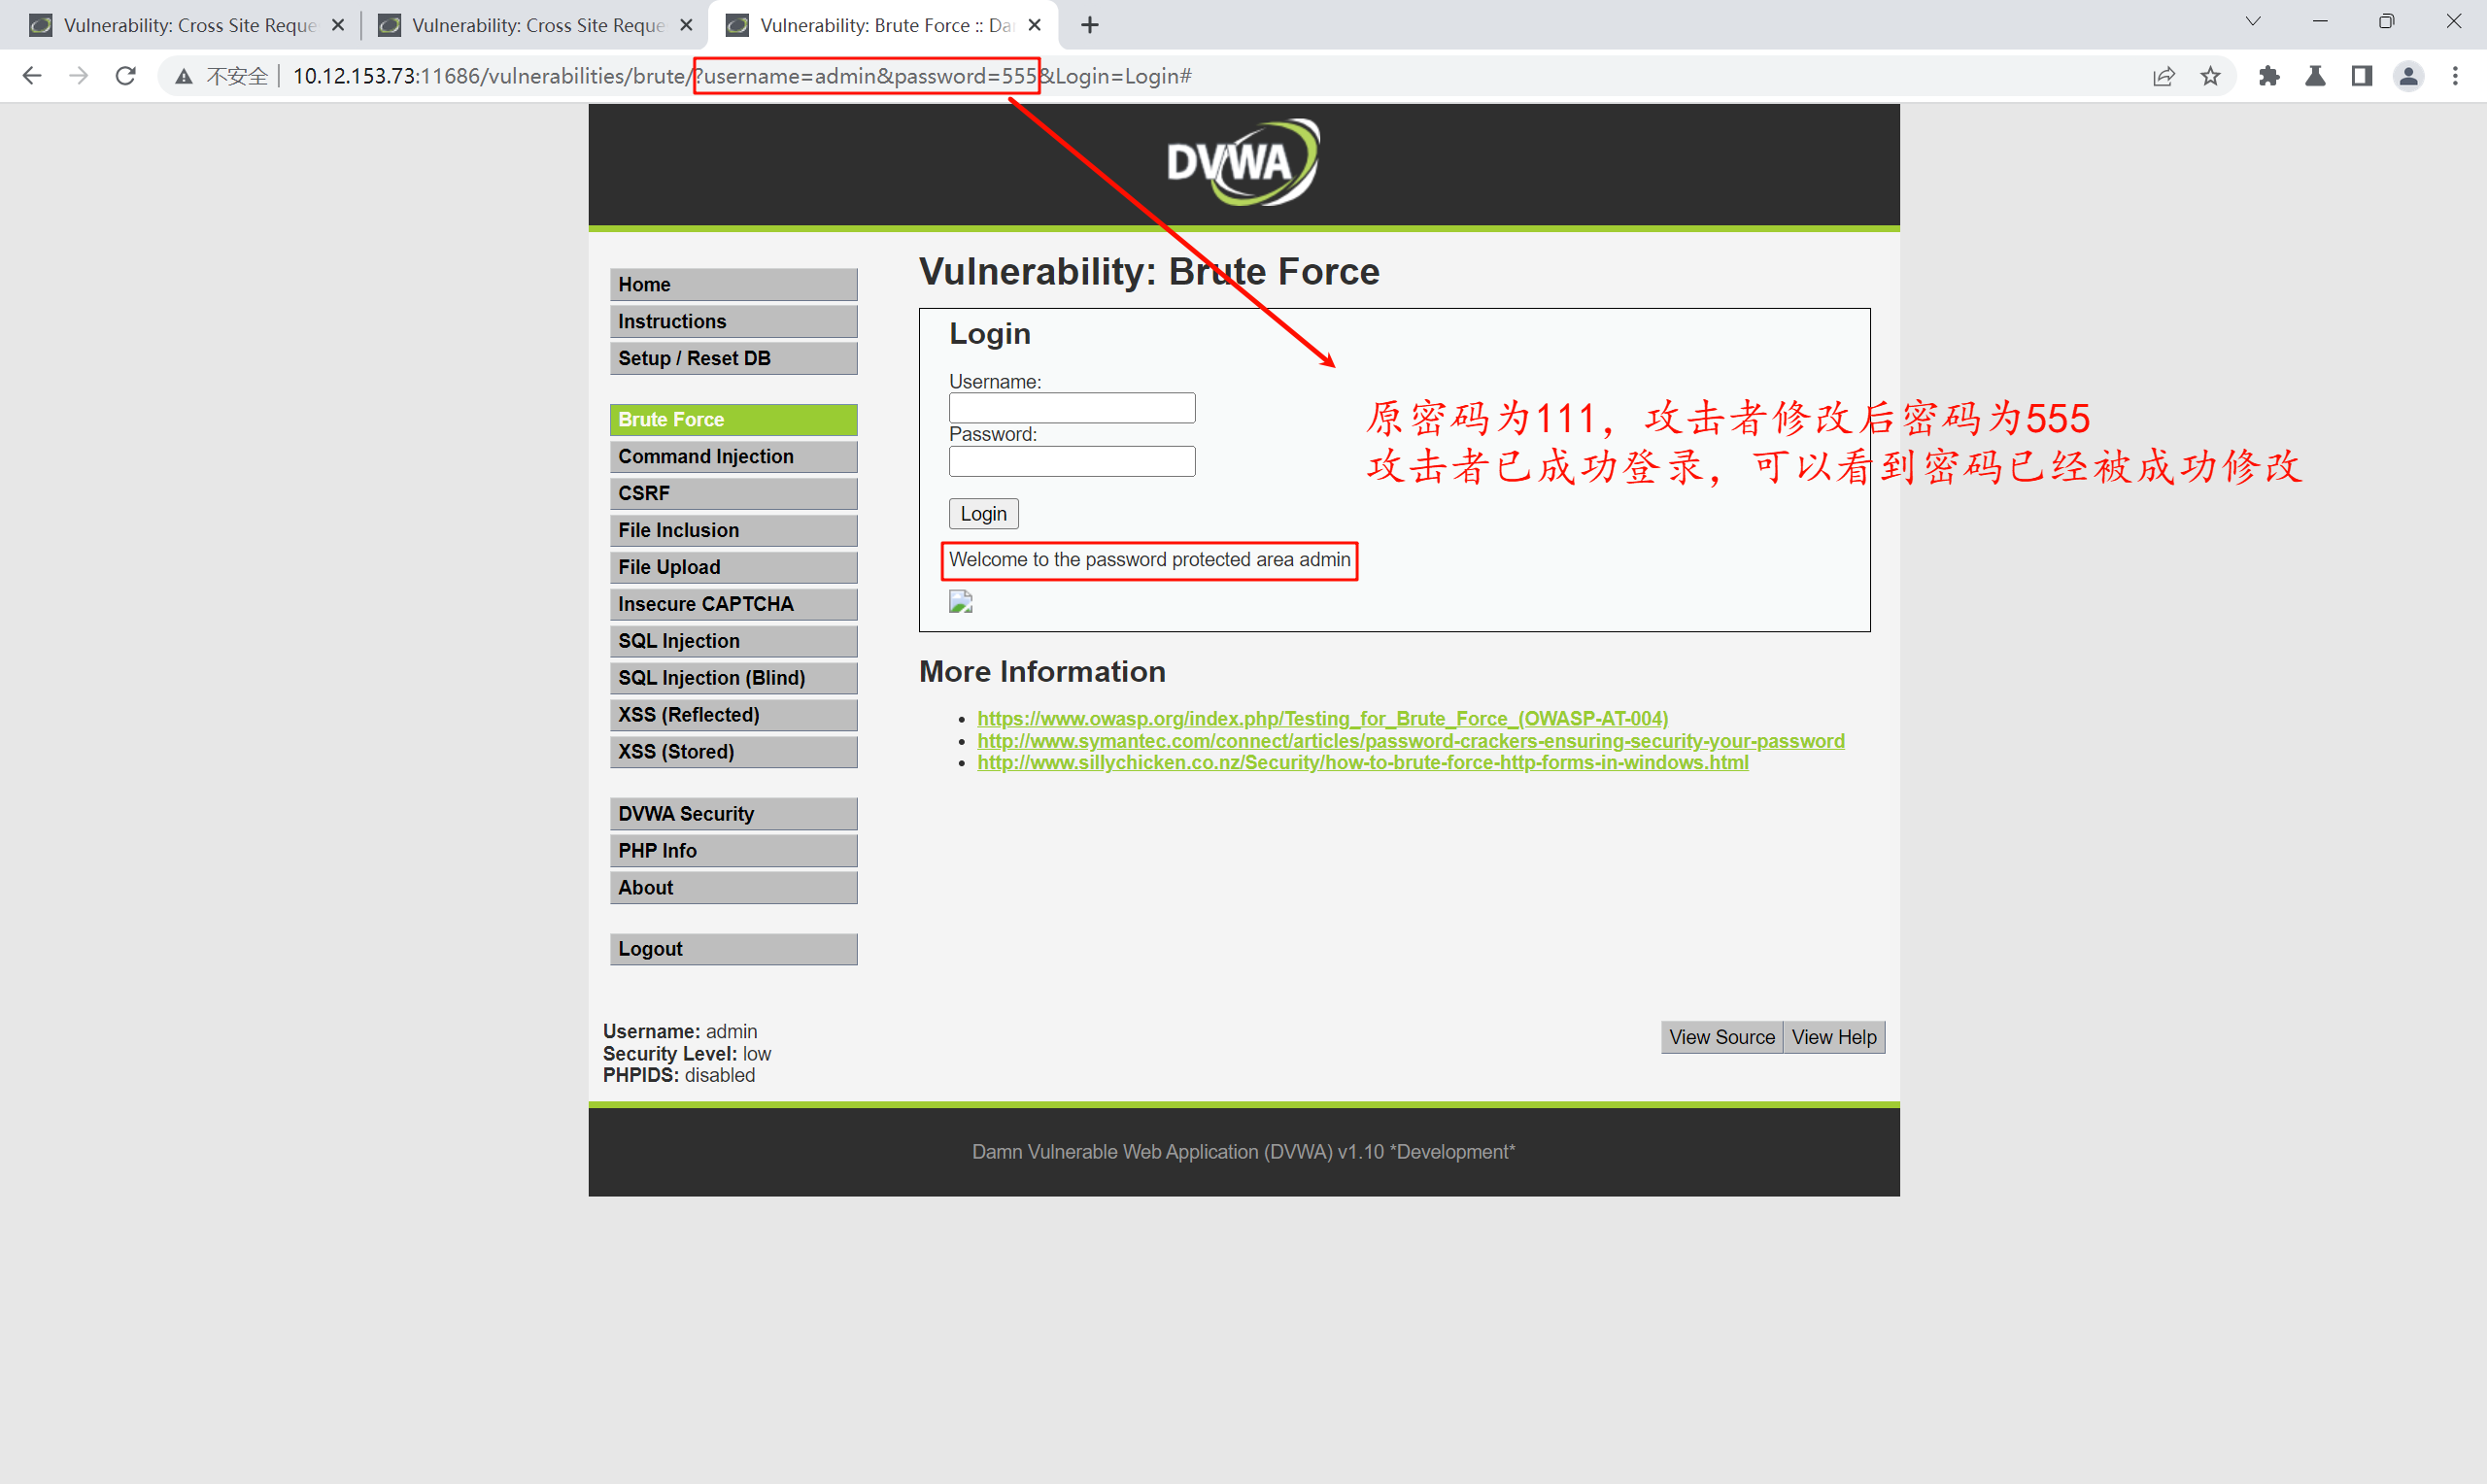 Vulnerability: Cross Site Reque
Vulnerability: Cross Site Reque
Vulnerability: Brute Force :: Da
不安全
10.12.153.73:11686/vulnerabilities/brute/?username=admin&password=555&Login=Login#
DVWA
Home
Instructions
Setup / Reset DB
Brute Force
Command Injection
CSRF
File Inclusion
File Upload
Insecure CAPTCHA
SQL Injection
SQL Injection (Blind)
XSS (Reflected)
XSS (Stored)
DVWA Security
PHP Info
About
Logout
Vulnerability: Brute Force
Login
Username:
Password:
Login
Welcome to the password protected area admin
原密码为111，攻击者修改后密码为555
攻击者已成功登录，可以看到密码已经被成功修改
More Information
https://www.owasp.org/index.php/Testing_for_Brute_Force_(OWASP-AT-004)
http://www.symantec.com/connect/articles/password-crackers-ensuring-security-your-password
http://www.sillychicken.co.nz/Security/how-to-brute-force-http-forms-in-windows.html
Username: admin
Security Level: low
PHPIDS: disabled
View Source
View Help
Damn Vulnerable Web Application (DVWA) v1.10 *Development*